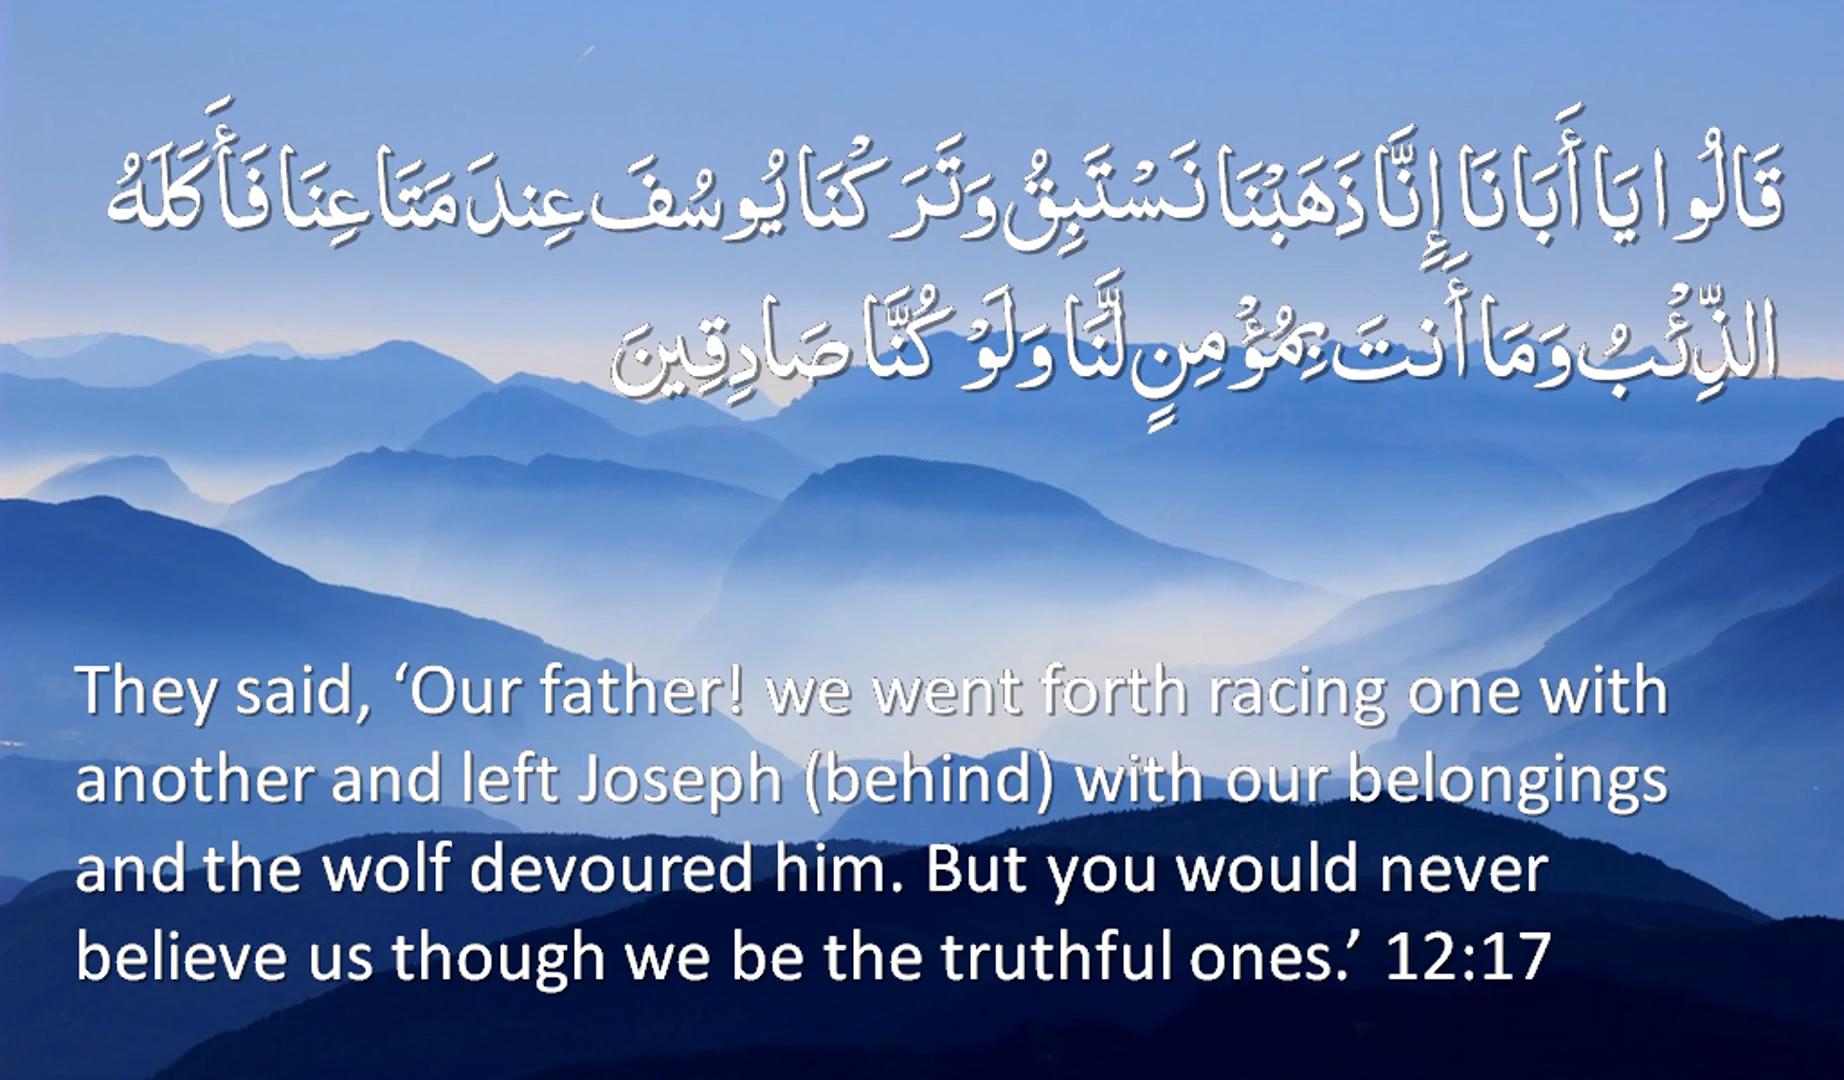 قَالُوا يَا أَبَانَا إِنَّا ذَهَبْنَا نَسْتَبِقُ وَتَرَكْنَا يُوسُفَ عِندَ مَتَاعِنَا فَأَكَلَهُ
الذِّئْبُ وَمَا أَنتَ بِمُؤْمِنٍ لَّنَا وَلَوْ كُنَّا صَادِقِينَ
They said, ‘Our father! we went forth racing one with
another and left Joseph (behind) with our belongings
and the wolf devoured him. But you would never
believe us though we be the truthful ones.’ 12:17